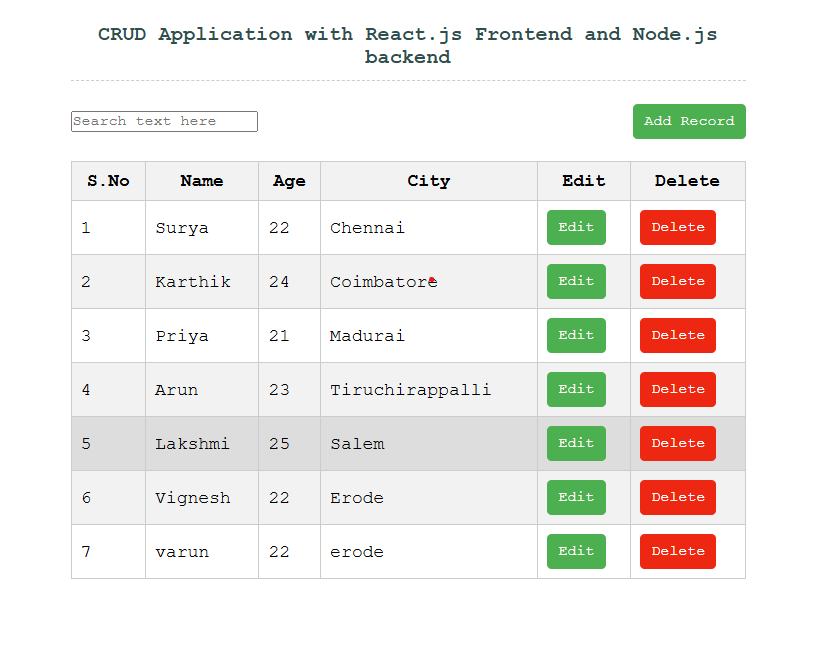 CRUD Application with React.js Frontend and Node.js
backend
Search text here Add Record
S.No Name Age City Edit Delete
1 Surya 22 Chennai Edit Delete
2 Karthik 24 Coimbatore Edit Delete
3 Priya 21 Madurai Edit Delete
4 Arun 23 Tiruchirappalli Edit Delete
5 Lakshmi 25 Salem Edit Delete
6 Vignesh 22 Erode Edit Delete
7 varun 22 erode Edit Delete